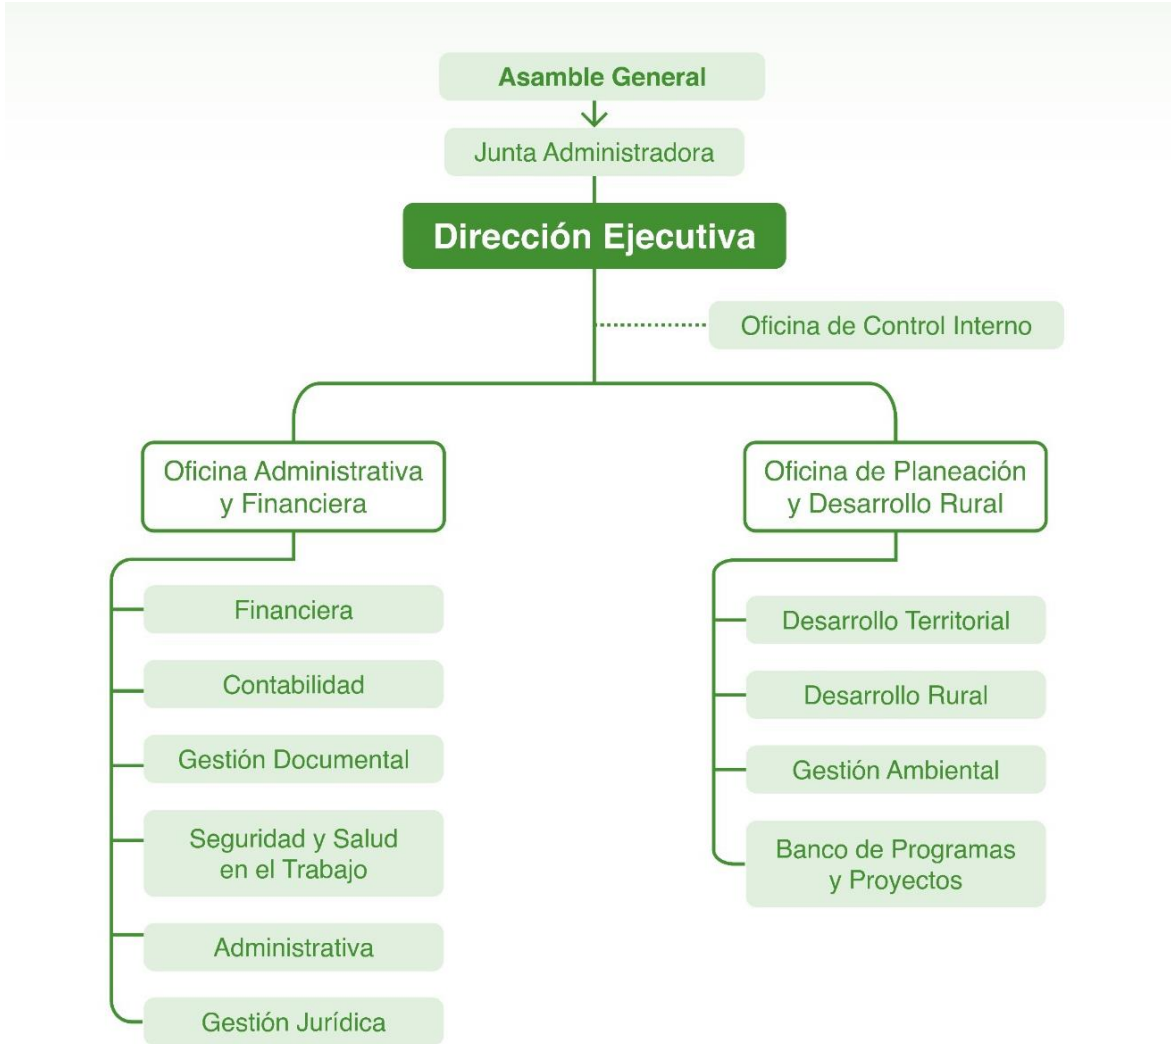 Asamble General
Junta Administradora
Dirección Ejecutiva
Oficina de Control Interno
Oficina Administrativa
y Financiera
Financiera
Contabilidad
Gestión Documental
Seguridad y Salud
en el Trabajo
Administrativa
Gestión Jurídica
Oficina de Planeación
y Desarrollo Rural
Desarrollo Territorial
Desarrollo Rural
Gestión Ambiental
Banco de Programas
y Proyectos